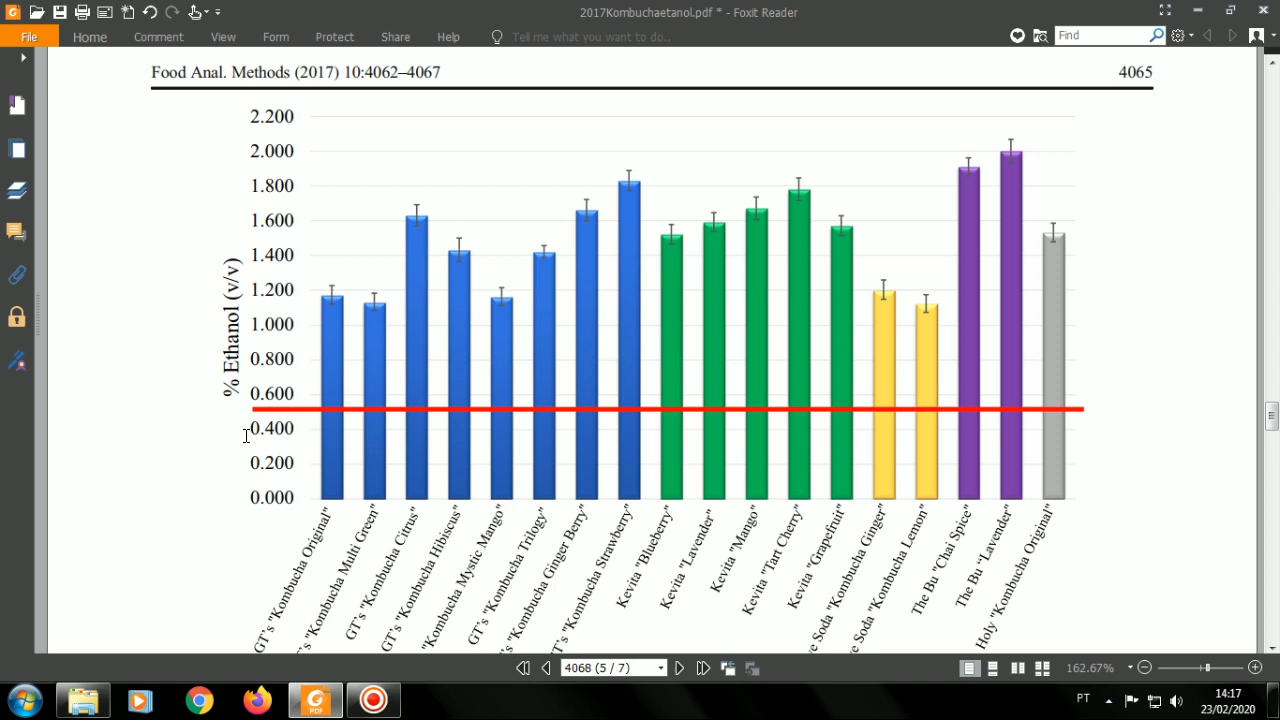 2017Kombuchaetanol.pdf * - Foxit Reader
File Home Comment View Form Protect Share Help Tell me what you want to do.. Find
Food Anal. Methods (2017) 10:4062–4067 4065
2.200
2.000
1.800
1.600
1.400
1.200
1.000
0.800
0.600
0.400
0.200
0.000
% Ethanol (v/v)
GT's "Kombucha Original"
's "Kombucha Multi Green"
GT's "Kombucha Citrus"
GT's "Kombucha Hibiscus"
"Kombucha Mystic Mango"
GT's "Kombucha Trilogy"
's "Kombucha Ginger Berry"
GT's "Kombucha Strawberry"
Kevita "Blueberry"
Kevita "Lavender"
Kevita "Mango"
Kevita "Tart Cherry"
Kevita "Grapefruit"
ve Soda "Kombucha Ginger"
ve Soda "Kombucha Lemon"
The Bu "Chai Spice"
The Bu "Lavender"
Holy "Kombucha Original"
4068 (5 / 7) 162.67%
PDF
PT
14:17
23/02/2020